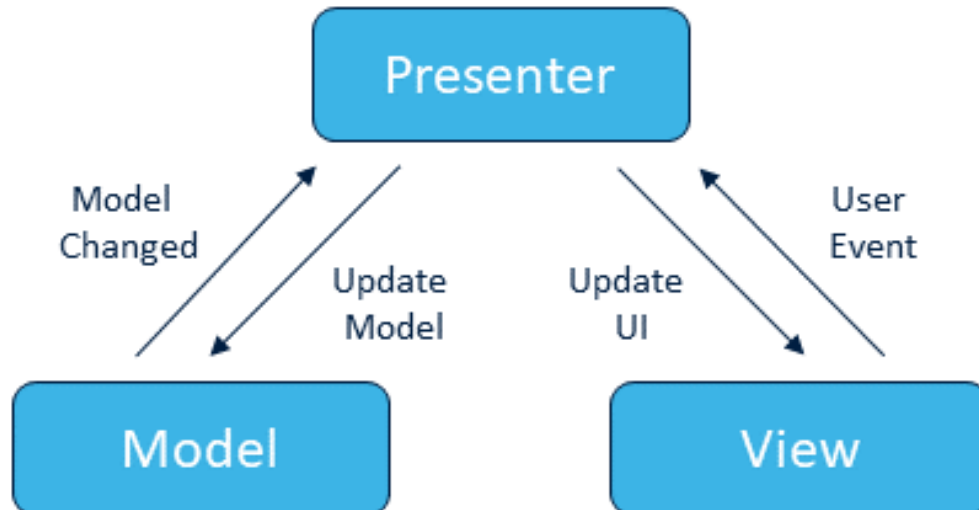 Presenter
Model
Changed
User
Event
Update
Model
Update
UI
Model
View